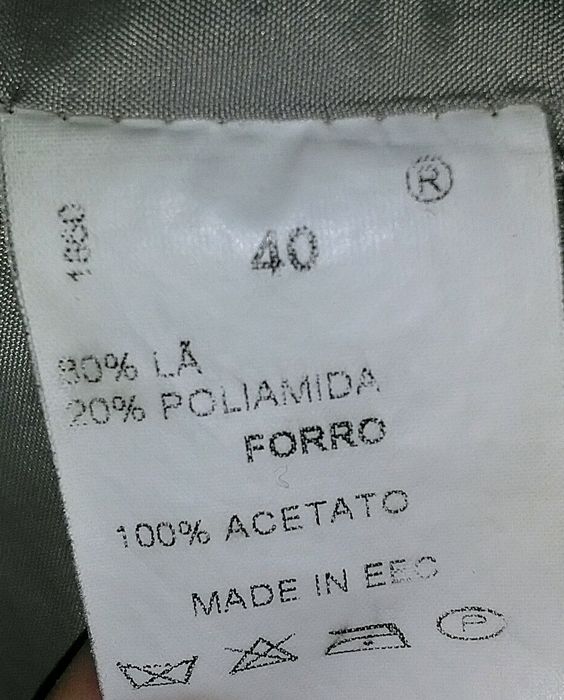 ®
40
80% LÃ
20% POLIAMIDA
FORRO
100% ACETATO
MADE IN EEC
P